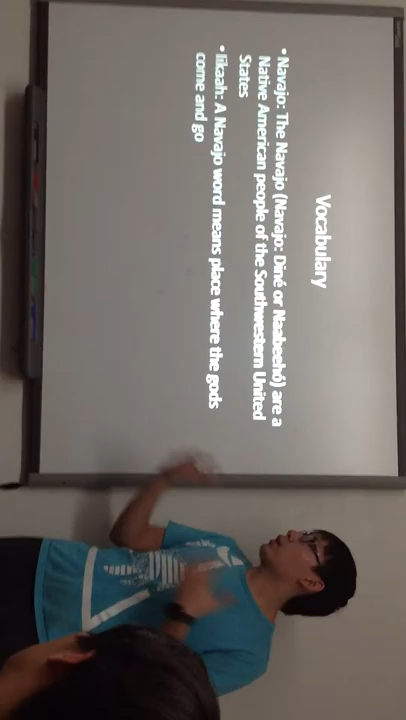 Vocabulary
• Navajo: The Navajo (Navajo: Diné or Naabeehó) are a
Native American people of the Southwestern United
States
• Iikaah: A Navajo word means place where the gods
come and go